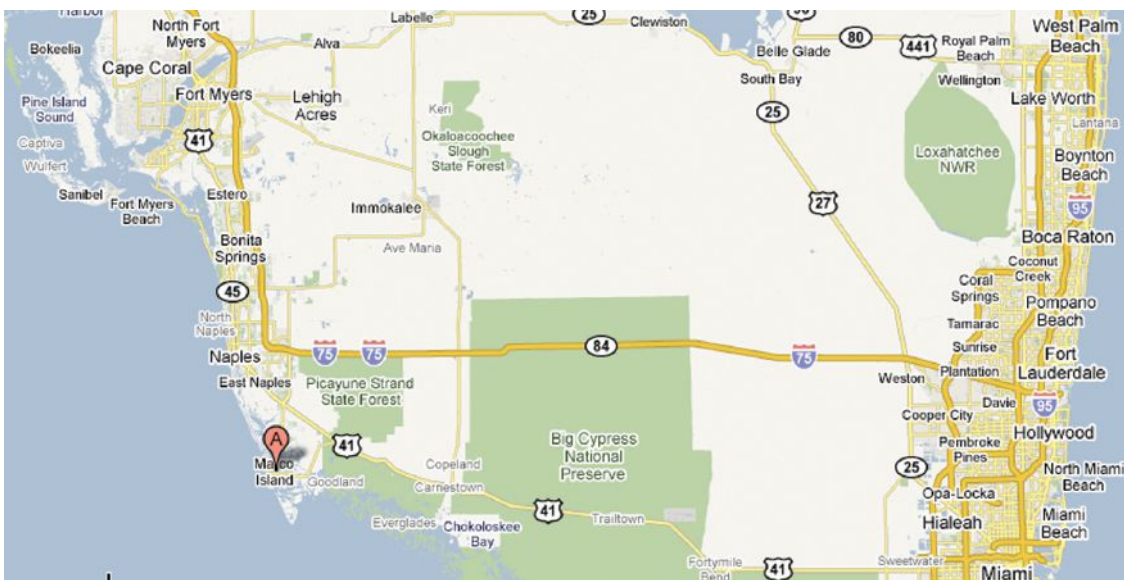 Harbor
North Fort
Myers
Bokeelia
Cape Coral
Alva
Labelle
25
Clewiston
98
Belle Glade
80
441
Royal Palm
Beach
West Palm
Beach
Fort Myers
Lehigh
Acres
Keri
South Bay
Wellington
Lake Worth
Pine Island
Sound
41
Okaloacoochee
Slough
State Forest
25
Lantana
Captiva
Wulfert
Loxahatchee
NWR
Boynton
Beach
Sanibel
Fort Myers
Beach
Estero
Immokalee
27
95
Ave Maria
Boca Raton
Bonita
Springs
Coconut
Creek
Coral
Springs
45
Pompano
Beach
North
Naples
Tamarac
Naples
75
75
84
75
Sunrise
Fort
Lauderdale
East Naples
Picayune Strand
State Forest
Weston
Plantation
Davie
95
Cooper City
A
41
Big Cypress
National
Preserve
Hollywood
Pembroke
Pines
Marco
Island
Goodland
Copeland
Carnestown
25
North Miami
Beach
Opa-Locka
Everglades
Chokoloskee
Bay
41
Trailtown
Hialeah
Miami
Beach
Fortymile
Bend
41
Sweetwater
Miami